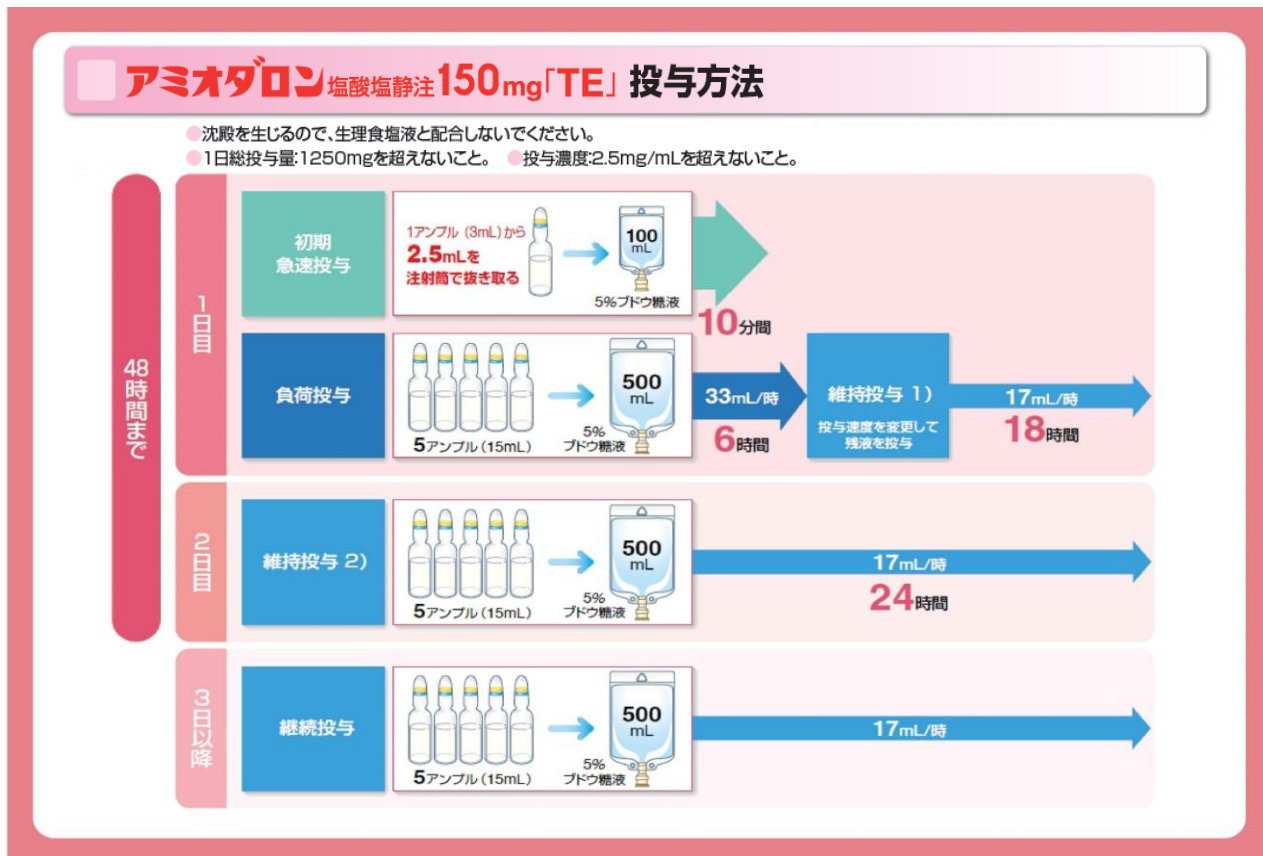 アミオダロン塩酸塩静注150mg「TE」 投与方法
●沈殿を生じるので、生理食塩液と配合しないでください。
●1日総投与量:1250mgを超えないこと。 ●投与濃度:2.5mg/mLを超えないこと。
48時間まで
1日目
初期
急速投与
1アンプル(3mL)から
2.5mLを
注射筒で抜き取る
100
mL
5%ブドウ糖液
10分間
負荷投与
5アンプル(15mL)
500
mL
5%
ブドウ糖液
33mL/時
6時間
維持投与 1)
投与速度を変更して
残液を投与
17mL/時
18時間
2日目
維持投与 2)
5アンプル(15mL)
500
mL
5%
ブドウ糖液
17mL/時
24時間
3日以降
継続投与
5アンプル(15mL)
500
mL
5%
ブドウ糖液
17mL/時